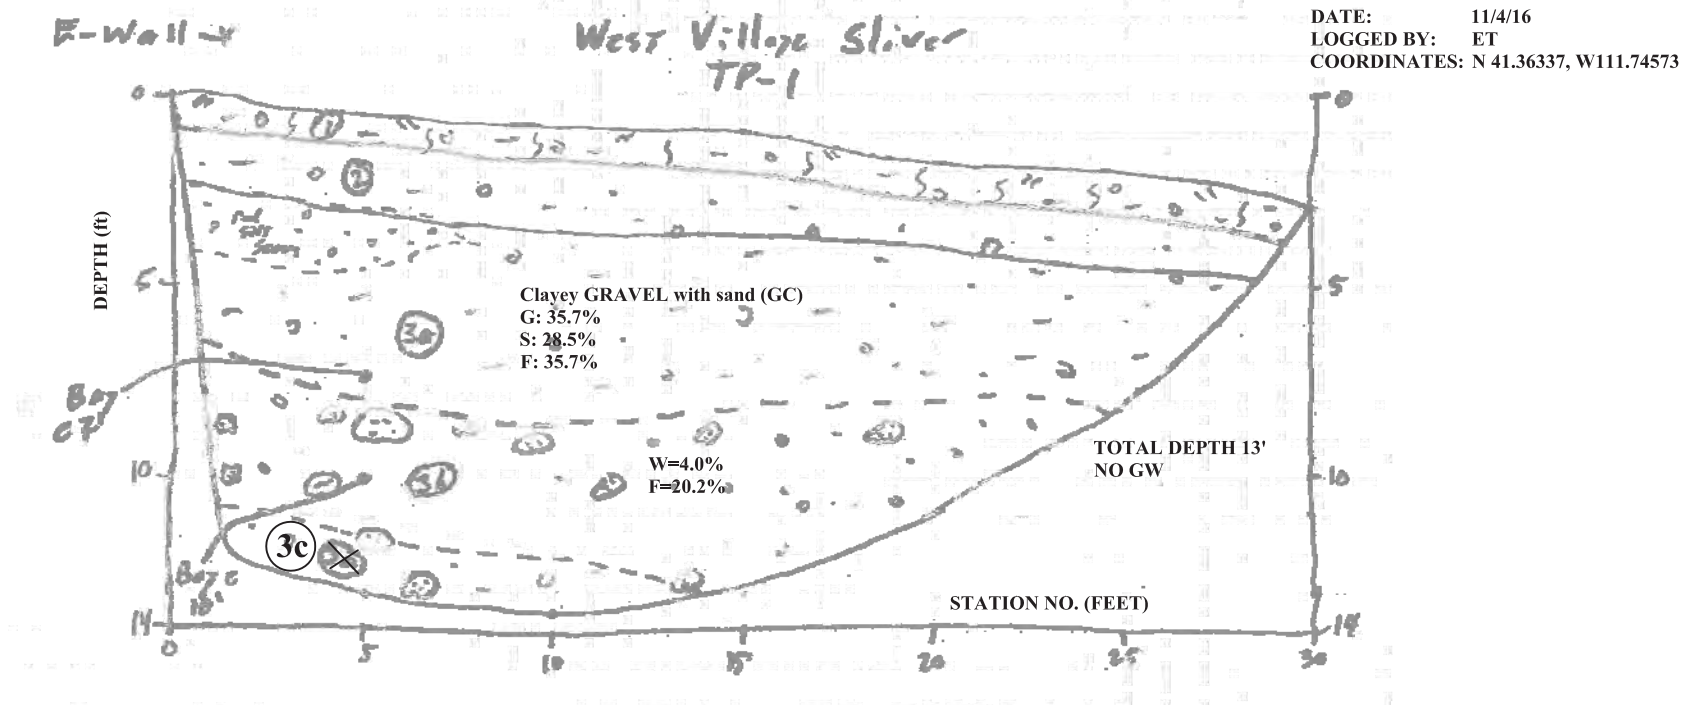 E-Wall →
West Village Sliver
TP-1
DATE: 11/4/16
LOGGED BY: ET
COORDINATES: N 41.36337, W111.74573
0
0
1
2
DEPTH (ft)
5
5
Clayey GRAVEL with sand (GC)
G: 35.7%
S: 28.5%
F: 35.7%
3a
Bag
TOTAL DEPTH 13'
NO GW
W=4.0%
F=20.2%
10
3b
10
3c
Bag @
10'
STATION NO. (FEET)
14
14
0
5
10
15
20
25
30